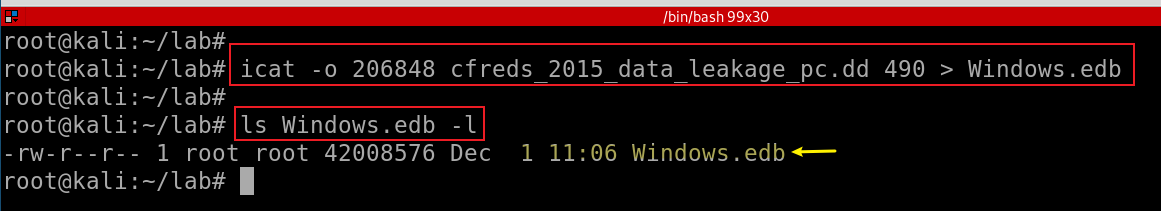 /bin/bash 99x30
root@kali:~/lab#
root@kali:~/lab# icat -o 206848 cfreds_2015_data_leakage_pc.dd 490 > Windows.edb
root@kali:~/lab#
root@kali:~/lab# ls Windows.edb -l
-rw-r--r-- 1 root root 42008576 Dec  1 11:06 Windows.edb
root@kali:~/lab#